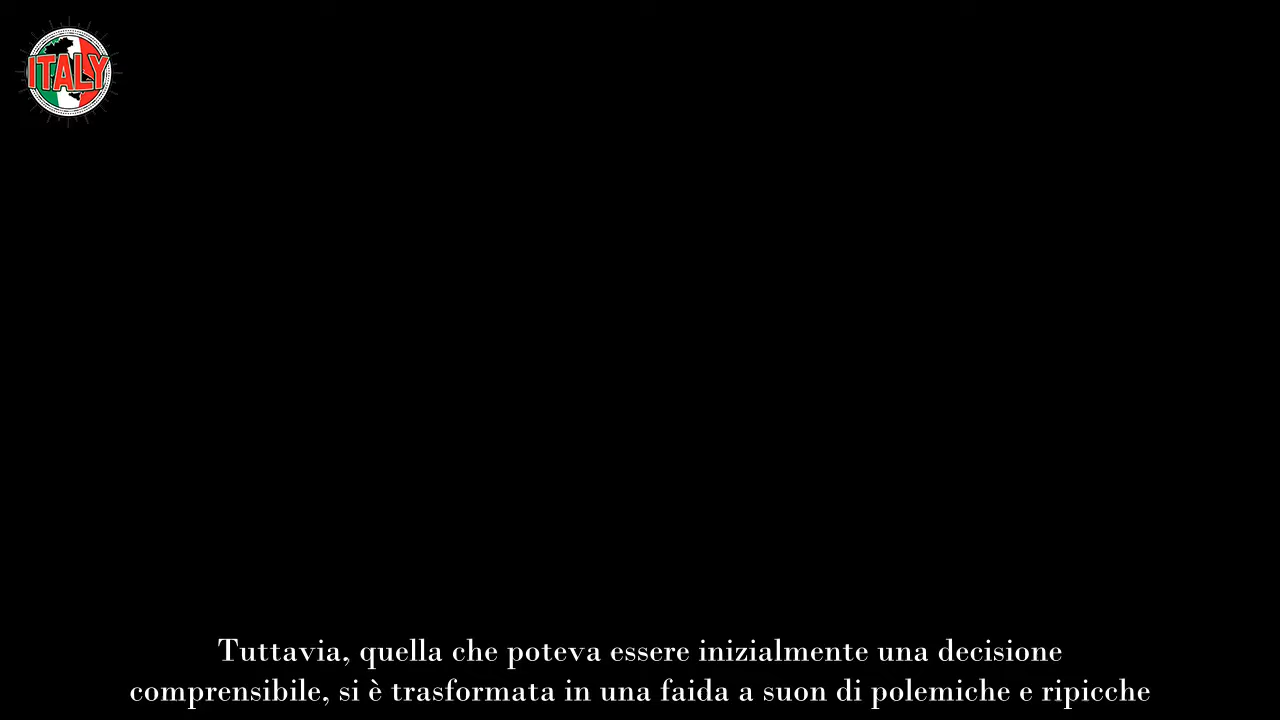 ITALY
Tuttavia, quella che poteva essere inizialmente una decisione
comprensibile, si è trasformata in una faida a suon di polemiche e ripicche